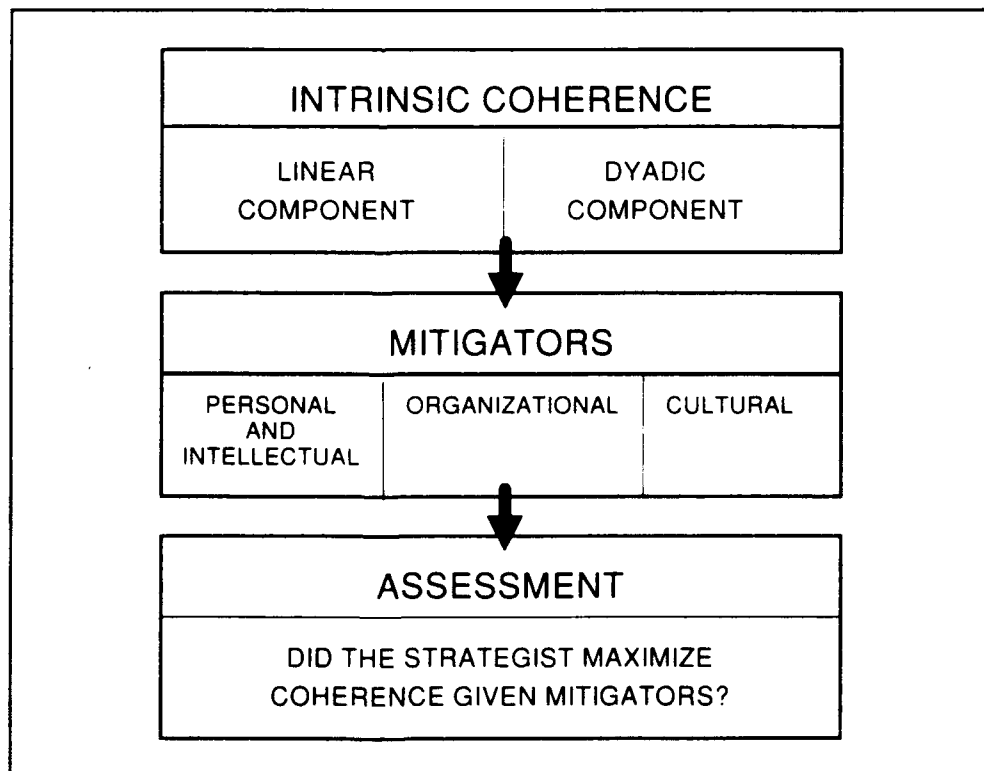 INTRINSIC COHERENCE
LINEAR
COMPONENT
DYADIC
COMPONENT
MITIGATORS
PERSONAL
AND
INTELLECTUAL
ORGANIZATIONAL
CULTURAL
ASSESSMENT
DID THE STRATEGIST MAXIMIZE
COHERENCE GIVEN MITIGATORS?